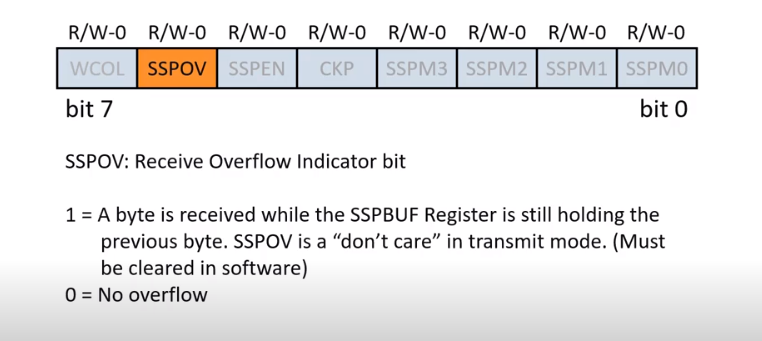 R/W-0 R/W-0 R/W-0 R/W-0 R/W-0 R/W-0 R/W-0 R/W-0
WCOL SSPOV SSPEN CKP SSPM3 SSPM2 SSPM1 SSPM0
bit 7 bit 0
SSPOV: Receive Overflow Indicator bit
1 = A byte is received while the SSPBUF Register is still holding the
previous byte. SSPOV is a “don’t care” in transmit mode. (Must
be cleared in software)
0 = No overflow